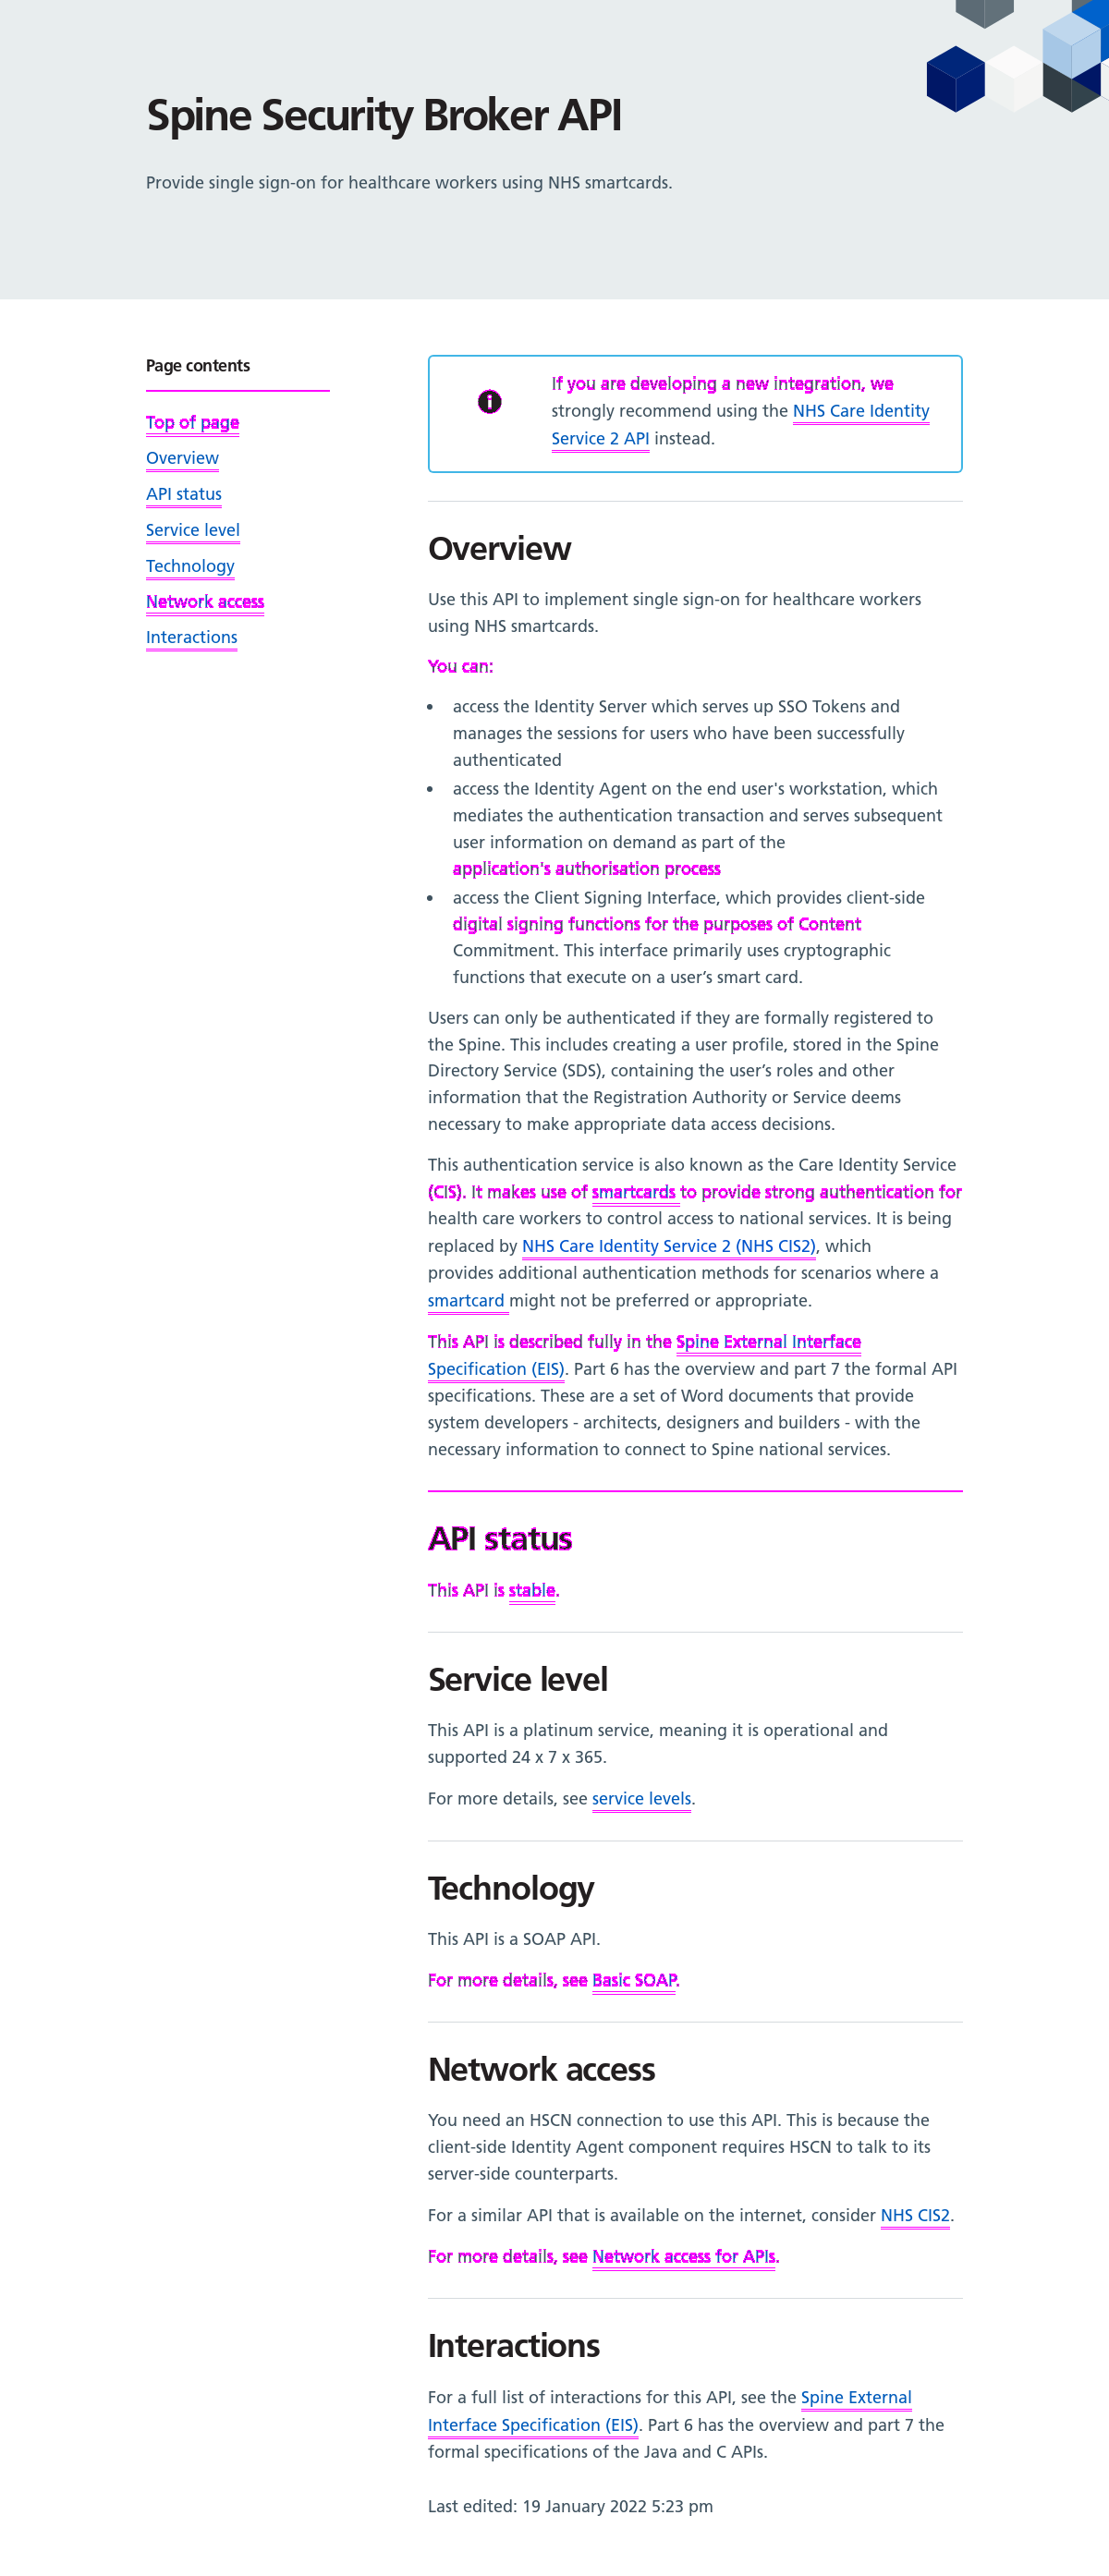 Spine Security Broker API
Provide single sign-on for healthcare workers using NHS smartcards.
Page contents
Top of page
Overview
API status
Service level
Technology
Network access
Interactions
If you are developing a new integration, we
strongly recommend using the NHS Care Identity
Service 2 API instead.
Overview
Use this API to implement single sign-on for healthcare workers
using NHS smartcards.
You can:
access the Identity Server which serves up SSO Tokens and
manages the sessions for users who have been successfully
authenticated
access the Identity Agent on the end user's workstation, which
mediates the authentication transaction and serves subsequent
user information on demand as part of the
application's authorisation process
access the Client Signing Interface, which provides client-side
digital signing functions for the purposes of Content
Commitment. This interface primarily uses cryptographic
functions that execute on a user’s smart card.
Users can only be authenticated if they are formally registered to
the Spine. This includes creating a user profile, stored in the Spine
Directory Service (SDS), containing the user’s roles and other
information that the Registration Authority or Service deems
necessary to make appropriate data access decisions.
This authentication service is also known as the Care Identity Service
(CIS). It makes use of smartcards to provide strong authentication for
health care workers to control access to national services. It is being
replaced by NHS Care Identity Service 2 (NHS CIS2), which
provides additional authentication methods for scenarios where a
smartcard might not be preferred or appropriate.
This API is described fully in the Spine External Interface
Specification (EIS). Part 6 has the overview and part 7 the formal API
specifications. These are a set of Word documents that provide
system developers - architects, designers and builders - with the
necessary information to connect to Spine national services.
API status
This API is stable.
Service level
This API is a platinum service, meaning it is operational and
supported 24 x 7 x 365.
For more details, see service levels.
Technology
This API is a SOAP API.
For more details, see Basic SOAP.
Network access
You need an HSCN connection to use this API. This is because the
client-side Identity Agent component requires HSCN to talk to its
server-side counterparts.
For a similar API that is available on the internet, consider NHS CIS2.
For more details, see Network access for APIs.
Interactions
For a full list of interactions for this API, see the Spine External
Interface Specification (EIS). Part 6 has the overview and part 7 the
formal specifications of the Java and C APIs.
Last edited: 19 January 2022 5:23 pm